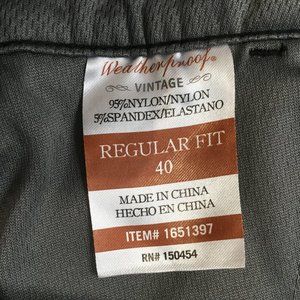 Weatherproof®
VINTAGE
95%NYLON/NYLON
5%SPANDEX/ELASTANO
REGULAR FIT
40
MADE IN CHINA
HECHO EN CHINA
ITEM# 1651397
RN# 150454